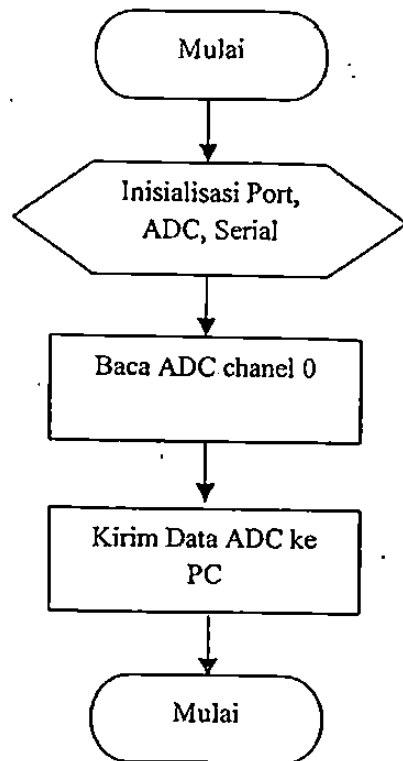 Mulai
Inisialisasi Port,
ADC, Serial
Baca ADC chanel 0
Kirim Data ADC ke
PC
Mulai